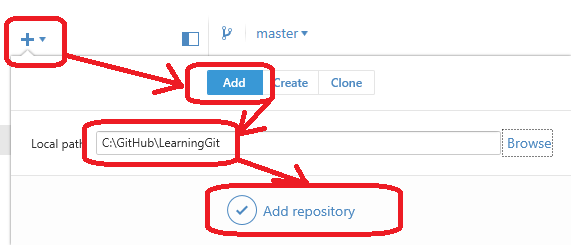 master
Add Create Clone
Local path C:\GitHub\LearningGit Browse
Add repository